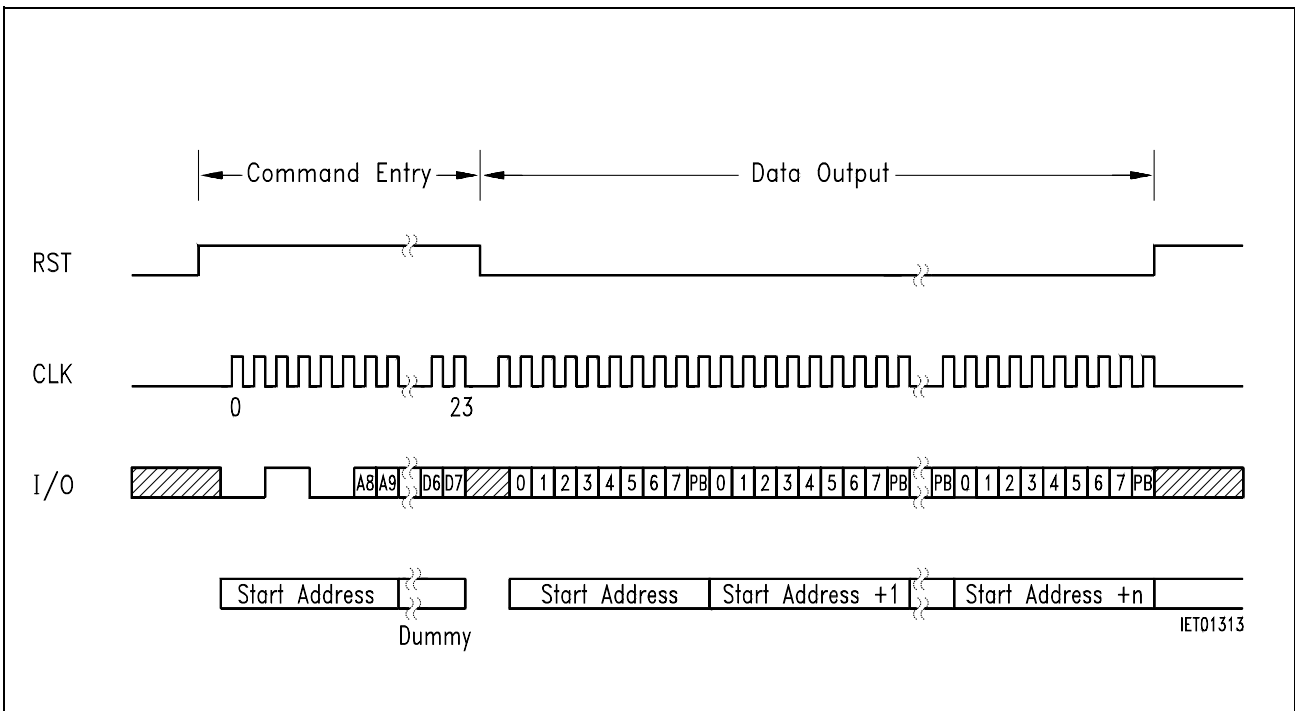 Command Entry
Data Output
RST
CLK
0
23
I/O
A8 A9 D6 D7 0 1 2 3 4 5 6 7 PB 0 1 2 3 4 5 6 7 PB PB 0 1 2 3 4 5 6 7 PB
Start Address
Start Address
Start Address +1
Start Address +n
Dummy
IET01313